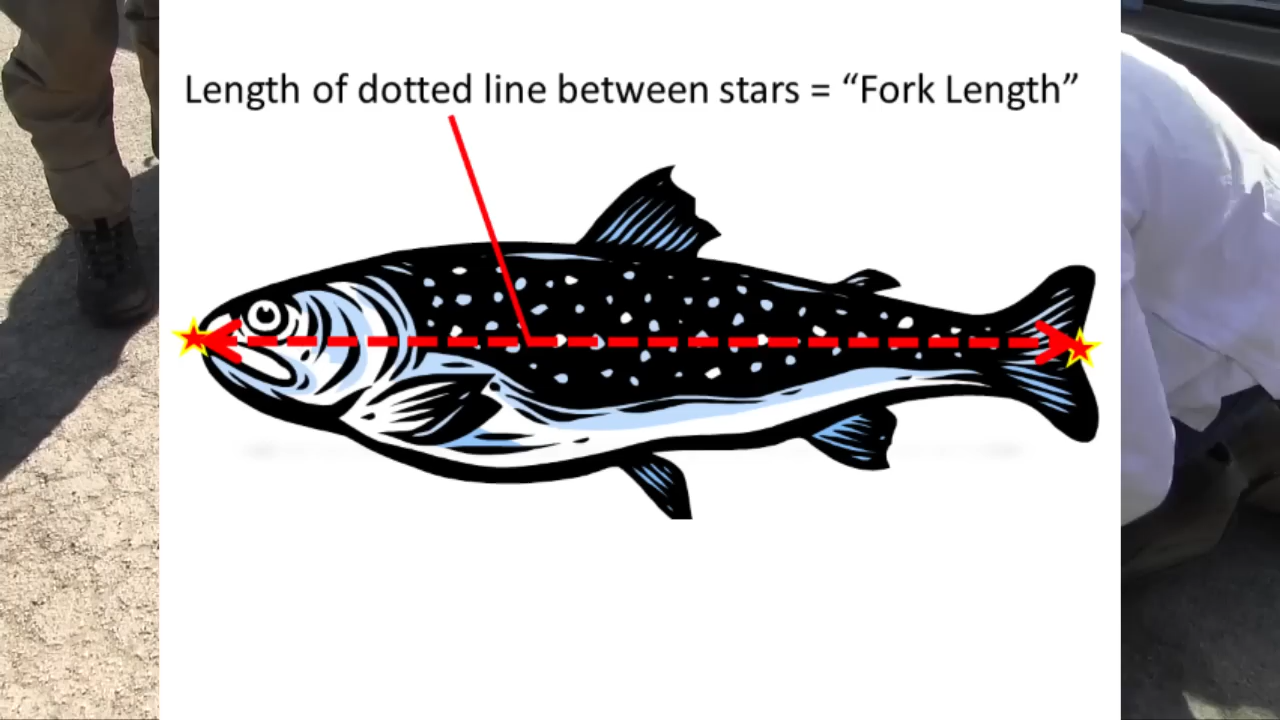 Length of dotted line between stars = “Fork Length”